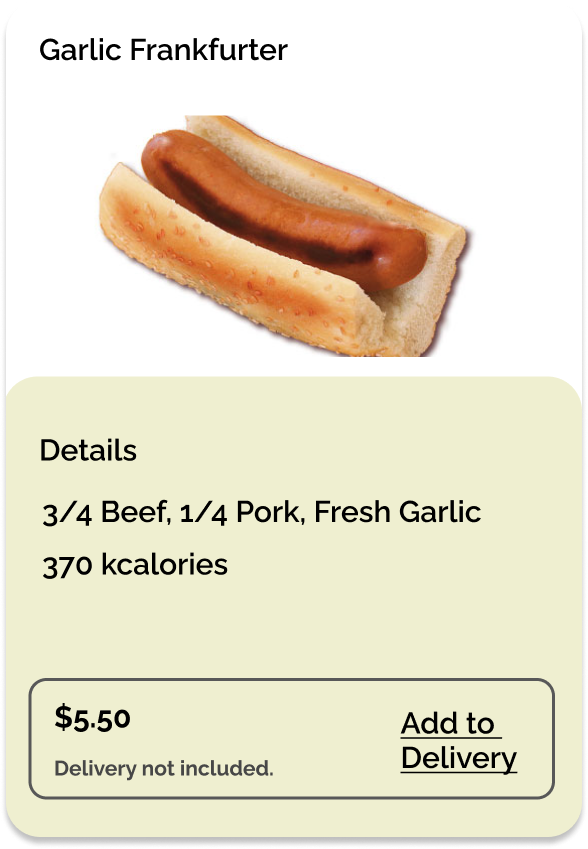 Garlic Frankfurter
Details
3/4 Beef, 1/4 Pork, Fresh Garlic
370 kcalories
$5.50
Delivery not included.
Add to
Delivery